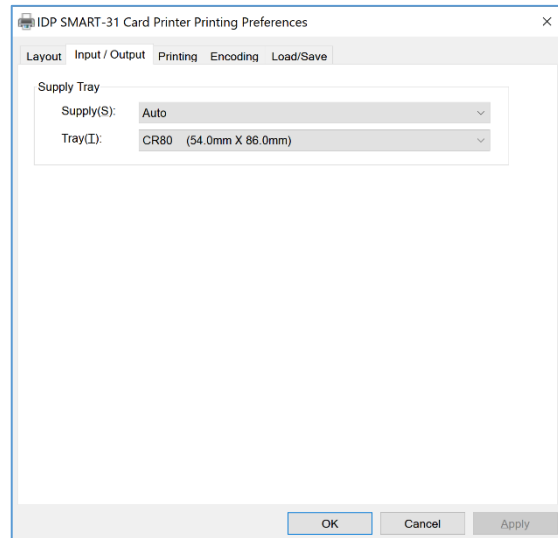 IDP SMART-31 Card Printer Printing Preferences
Layout Input / Output Printing Encoding Load/Save
Supply Tray
Supply(S): Auto
Tray(T): CR80 (54.0mm X 86.0mm)
OK Cancel Apply